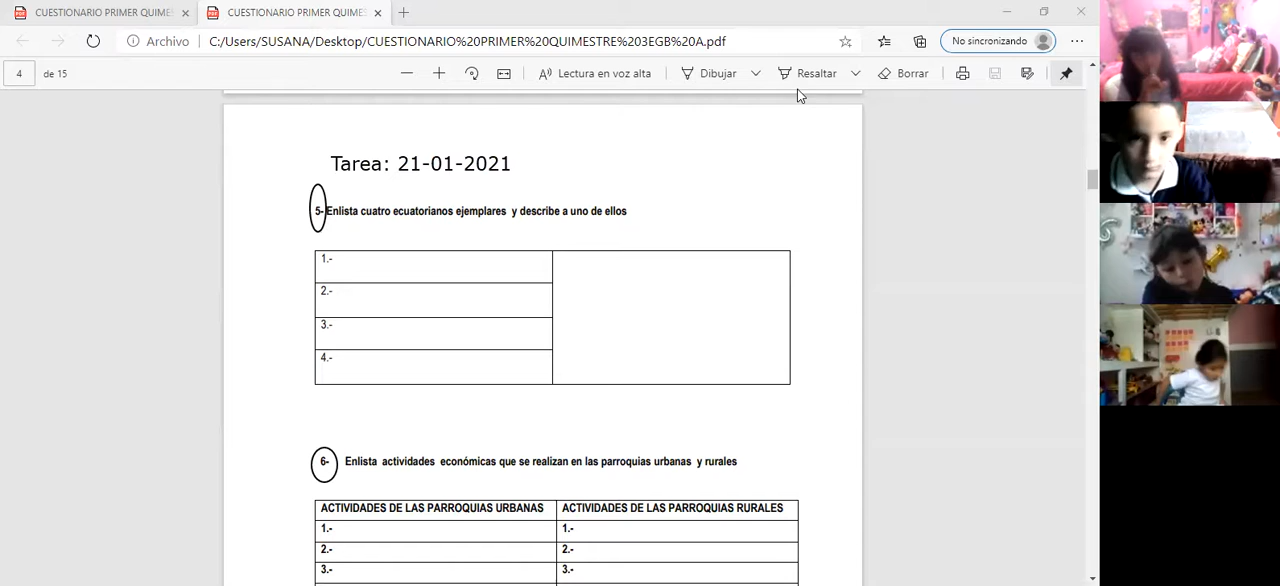 CUESTIONARIO PRIMER QUIMES
CUESTIONARIO PRIMER QUIME
Archivo
C:/Users/SUSANA/Desktop/CUESTIONARIO%20PRIMER%20QUIMESTRE%203EGB%20A.pdf
No sincronizando
4 de 15
Lectura en voz alta
Dibujar
Resaltar
Borrar
Tarea: 21-01-2021
5- Enlista cuatro ecuatorianos ejemplares y describe a uno de ellos
1.-
2.-
3.-
4.-
6- Enlista actividades económicas que se realizan en las parroquias urbanas y rurales
ACTIVIDADES DE LAS PARROQUIAS URBANAS ACTIVIDADES DE LAS PARROQUIAS RURALES
1.- 1.-
2.- 2.-
3.- 3.-